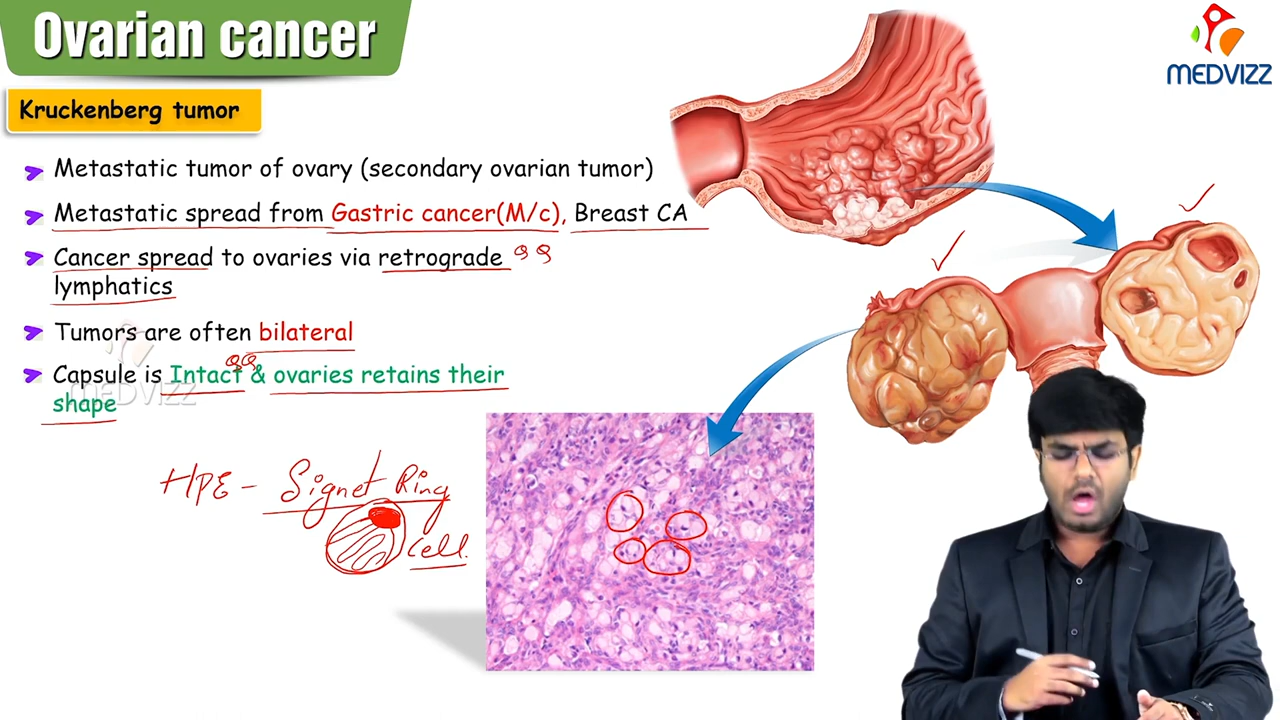 Ovarian cancer
MEDVIZZ
Kruckenberg tumor
Metastatic tumor of ovary (secondary ovarian tumor)
Metastatic spread from Gastric cancer(M/c), Breast CA
Cancer spread to ovaries via retrograde
lymphatics
Tumors are often bilateral
Capsule is Intact & ovaries retains their
shape
MEDVIZZ
HPE - Signet Ring
Cell.